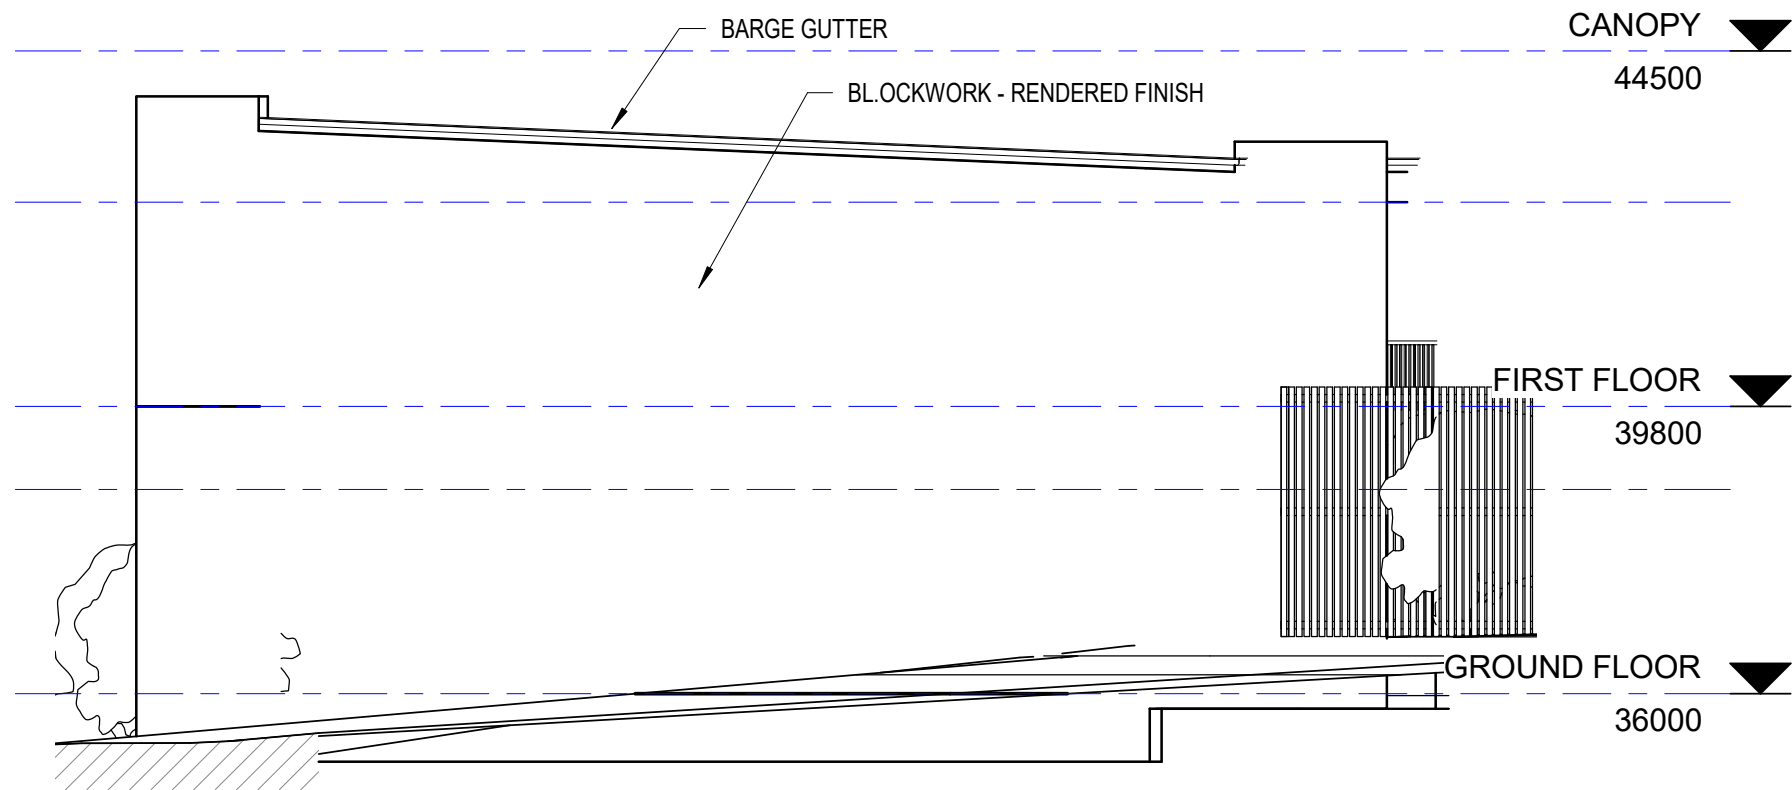 BARGE GUTTER
CANOPY
44500
BL.OCKWORK - RENDERED FINISH
FIRST FLOOR
39800
GROUND FLOOR
36000